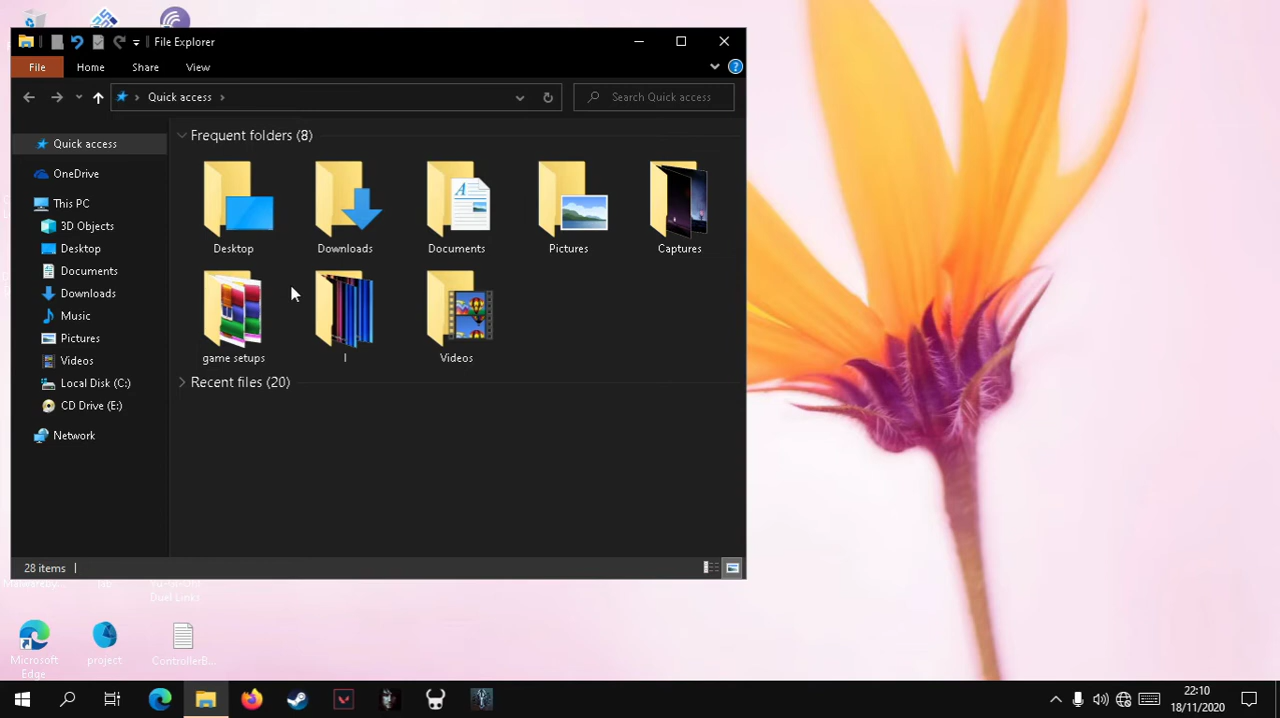 File Explorer
File Home Share View
Quick access
Search Quick access
Quick access
OneDrive
This PC
3D Objects
Desktop
Documents
Downloads
Music
Pictures
Videos
Local Disk (C:)
CD Drive (E:)
Network
Frequent folders (8)
Desktop Downloads Documents Pictures Captures
game setups l Videos
Recent files (20)
28 items
Duel Links
Microsoft Edge
project
ControllerB...
22:10
18/11/2020